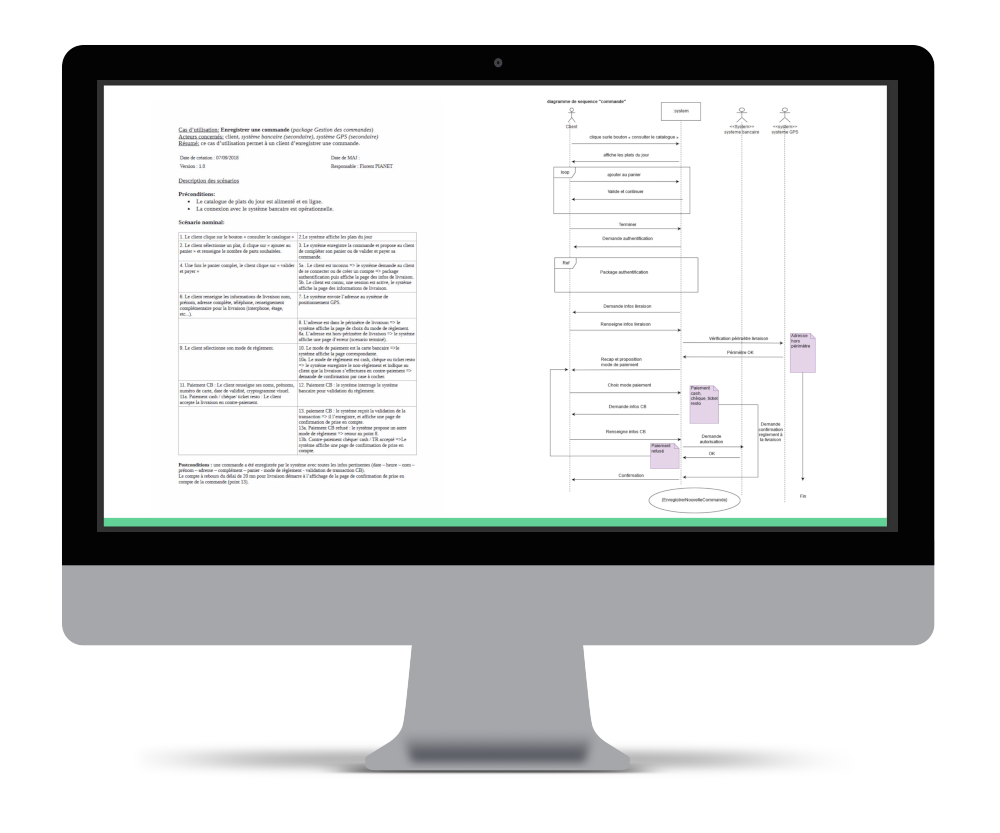 Cas d'utilisation: Enregistrer une commande (package Gestion des commandes)
Acteurs concernés: client, système bancaire (secondaire), système GPS (secondaire)
Résumé: ce cas d'utilisation permet à un client d'enregistrer une commande.
Date de création : 07/09/2018
Date de MAJ :
Version : 1.0
Responsable : Florent PIANET
Description des scénarios
Préconditions:
• Le catalogue de plats du jour est alimenté et en ligne.
• La connexion avec le système bancaire est opérationnelle.
Scénario nominal:
1. Le client clique sur le bouton « consulter le catalogue »
2.Le système affiche les plats du jour
2. Le client sélectionne un plat, il clique sur « ajouter au
panier » et renseigne le nombre de parts souhaitées.
3. Le système enregistre la commande et propose au client
de compléter son panier ou de valider et payer sa
commande.
4. Une fois le panier complet, le client clique sur « valider
et payer »
5a . Le client est inconnu => le système demande au client
de se connecter ou de créer un compte => package
authentification puis affiche la page des infos de livraison.
5b. Le client est connu, une session est active, le système
affiche la page des informations de livraison.
6. Le client renseigne les informations de livraison nom,
prénom, adresse complète, téléphone, renseignement
complémentaire pour la livraison (interphone, étage,
etc...).
7. Le système envoie l'adresse au système de
positionnement GPS
8. L'adresse est dans le périmètre de livraison => le
système affiche la page de choix du mode de règlement.
8a. L'adresse est hors-périmètre de livraison => le système
affiche une page d'erreur (scénario terminé).
9. Le client sélectionne son mode de règlement.
10. Le mode de paiement est la carte bancaire =>le
système affiche la page correspondante.
10a. Le mode de règlement est cash, chèque ou ticket resto
=> le système enregistre le non-règlement et indique au
client que la livraison s'effectuera en contre-paiement =>
demande de confirmation par case à cocher.
11. Paiement CB : Le client renseigne ses noms, prénoms,
numéro de carte, date de validité, cryptogramme visuel.
11a. Paiement cash / chèque/ ticket resto : Le client
accepte la livraison en contre-paiement.
12. Paiement CB : le système interroge le système
bancaire pour validation du règlement.
13. paiement CB : le système reçoit la validation de la
transaction => il l'enregistre, et affiche une page de
confirmation de prise en compte.
13a. Paiement CB refusé : le système propose un autre
mode de règlement => retour au point 8.
13b. Contre-paiement chèque/ cash / TR accepté =>Le
système affiche une page de confirmation de prise en
compte.
Postconditions : une commande a été enregistrée par le système avec toutes les infos pertinentes (date – heure – nom –
prénom – adresse – complément – panier - mode de règlement - validation de transaction CB).
Le compte à rebours du délai de 20 mn pour livraison démarre à l'affichage de la page de confirmation de prise en
compte de la commande (point 13).
diagramme de sequence "commande"
system
Client
<<System>>
systeme bancaire
<<system>>
systeme GPS
clique surle bouton « consulter le catalogue »
affiche les plats du jour
loop
ajouter au panier
Valide et continuer
Terminer
Demande authentification
Ref
Package authentification
Demande infos livraison
Renseigne infos livraison
Vérification périmètre livraison
Adresse
hors
périmètre
Périmètre OK
Recap et proposition
mode de paiement
Choix mode paiement
Paiement
cash,
chèque, ticket
resto
Demande infos CB
Demande
confirmation
règlement à
la livraison
Renseigne infos CB
Demande
autorisation
Paiement
refusé
OK
Confirmation
Fin
(EnregistrerNouvelleCommande)